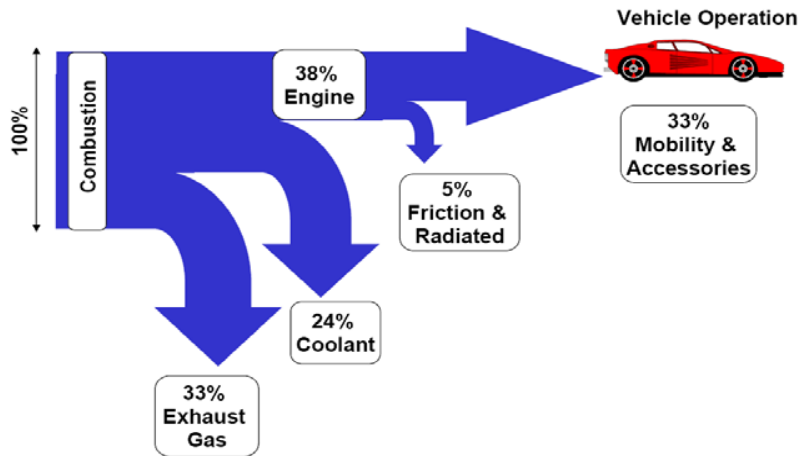 Vehicle Operation
100%
Combustion
38%
Engine
33%
Mobility &
Accessories
5%
Friction &
Radiated
24%
Coolant
33%
Exhaust
Gas